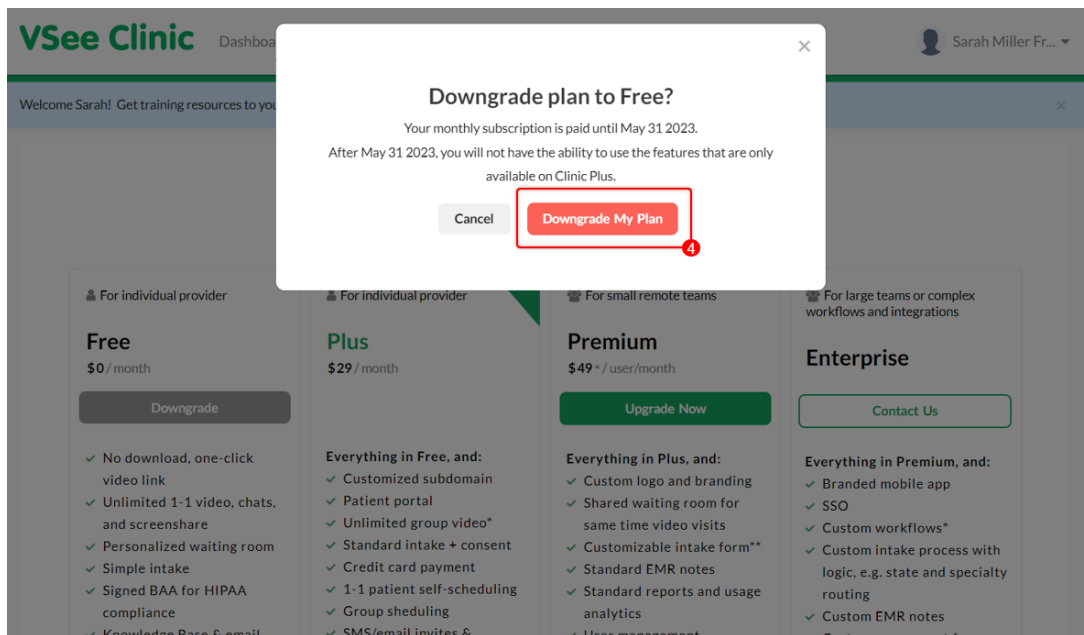 VSee Clinic Dashboa Sarah Miller Fr...
Welcome Sarah! Get training resources to you
Downgrade plan to Free?
Your monthly subscription is paid until May 31 2023.
After May 31 2023, you will not have the ability to use the features that are only
available on Clinic Plus.
Cancel
Downgrade My Plan
4
For individual provider
Free
$0/month
Downgrade
No download, one-click
video link
Unlimited 1-1 video, chats,
and screenshare
Personalized waiting room
Simple intake
Signed BAA for HIPAA
compliance
Knowledge Base & email
For individual provider
Plus
$29/month
Everything in Free, and:
Customized subdomain
Patient portal
Unlimited group video*
Standard intake + consent
Credit card payment
1-1 patient self-scheduling
Group sheduling
SMS/email invites &
For small remote teams
Premium
$49*/user/month
Upgrade Now
Everything in Plus, and:
Custom logo and branding
Shared waiting room for
same time video visits
Customizable intake form**
Standard EMR notes
Standard reports and usage
analytics
User management
For large teams or complex
workflows and integrations
Enterprise
Contact Us
Everything in Premium, and:
Branded mobile app
SSO
Custom workflows*
Custom intake process with
logic, e.g. state and specialty
routing
Custom EMR notes